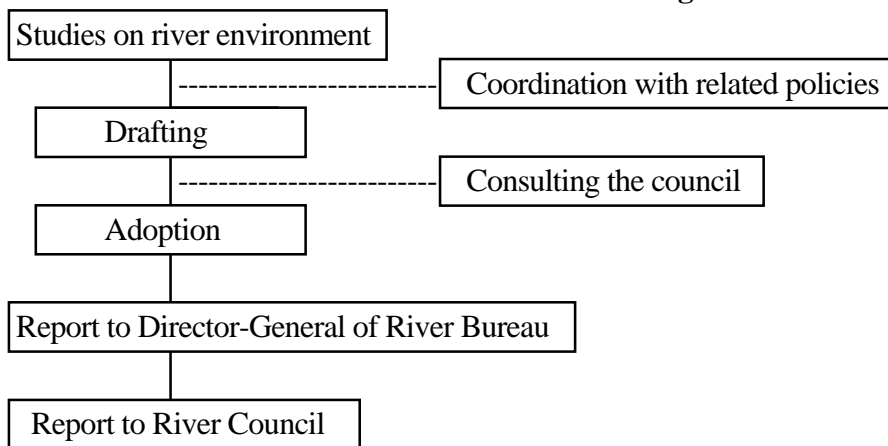 Studies on river environment
Coordination with related policies
Drafting
Consulting the council
Adoption
Report to Director-General of River Bureau
Report to River Council